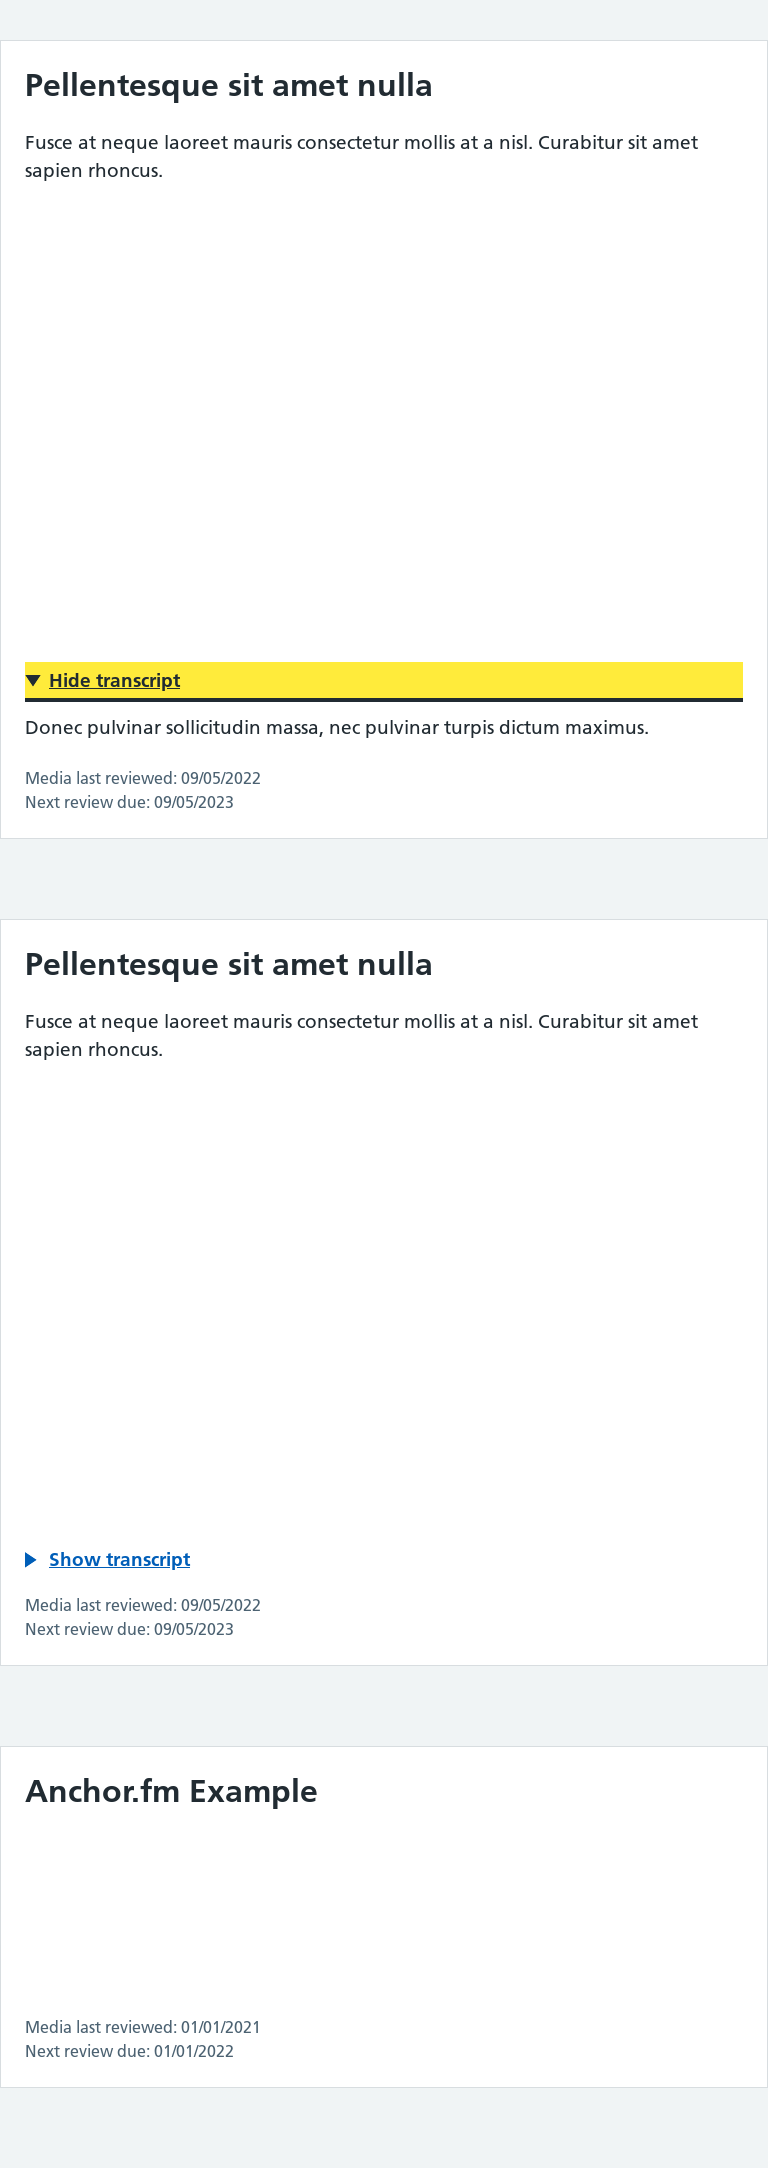 Pellentesque sit amet nulla
Fusce at neque laoreet mauris consectetur mollis at a nisl. Curabitur sit amet
sapien rhoncus.
Hide transcript
Donec pulvinar sollicitudin massa, nec pulvinar turpis dictum maximus.
Media last reviewed: 09/05/2022
Next review due: 09/05/2023
Pellentesque sit amet nulla
Fusce at neque laoreet mauris consectetur mollis at a nisl. Curabitur sit amet
sapien rhoncus.
Show transcript
Media last reviewed: 09/05/2022
Next review due: 09/05/2023
Anchor.fm Example
Media last reviewed: 01/01/2021
Next review due: 01/01/2022